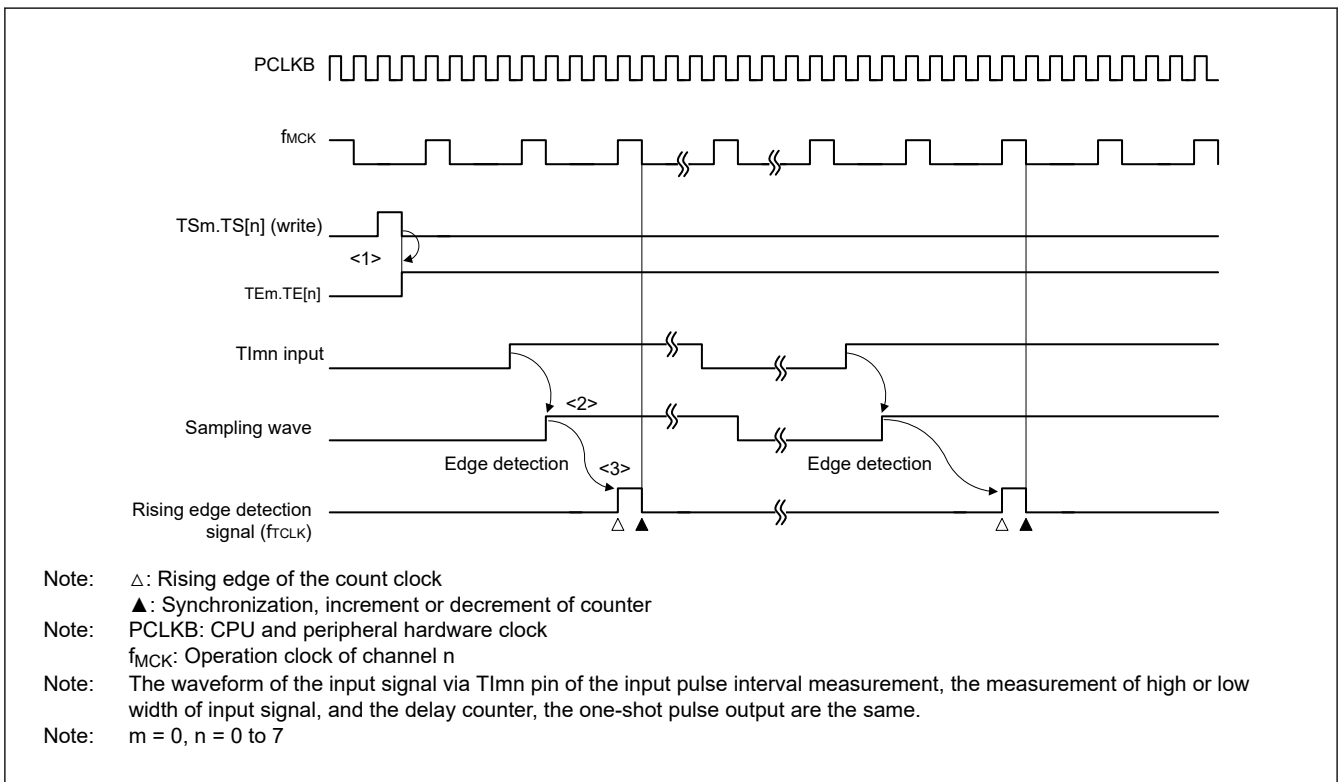 PCLKB
fMCK
TSm.TS[n] (write)
<1>
TEm.TE[n]
TImn input
<2>
Sampling wave
Edge detection <3> Edge detection
Rising edge detection
signal (fTCLK)
△ ▲ △ ▲
Note: △: Rising edge of the count clock
▲: Synchronization, increment or decrement of counter
Note: PCLKB: CPU and peripheral hardware clock
fMCK: Operation clock of channel n
Note: The waveform of the input signal via TImn pin of the input pulse interval measurement, the measurement of high or low
width of input signal, and the delay counter, the one-shot pulse output are the same.
Note: m = 0, n = 0 to 7